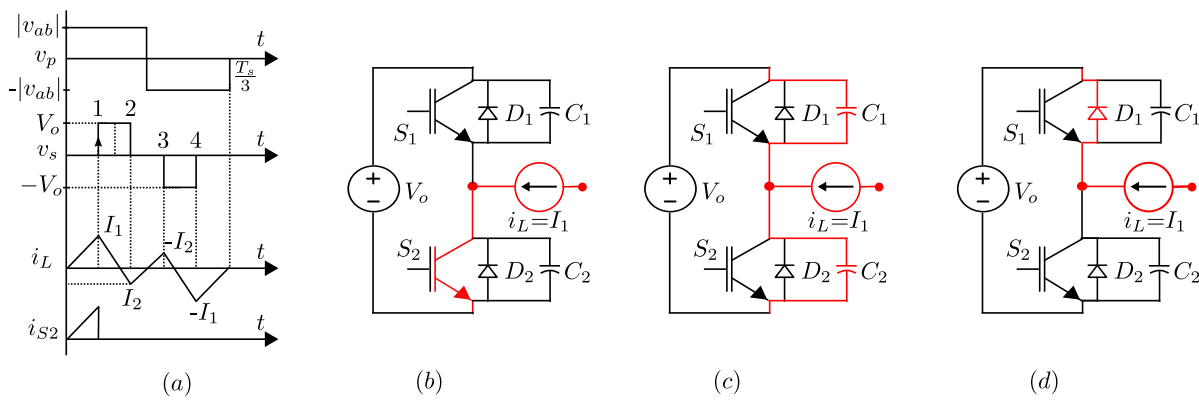 |v_ab| t
v_p
-|v_ab| T_s/3
V_o 1 2 3 4 t
v_s
−V_o
I_1 -I_2
i_L
I_2 -I_1 t
i_S2 t
(a)
S_1 D_1 C_1
+ − V_o
i_L=I_1
S_2 D_2 C_2
(b)
S_1 D_1 C_1
+ − V_o
i_L=I_1
S_2 D_2 C_2
(c)
S_1 D_1 C_1
+ − V_o
i_L=I_1
S_2 D_2 C_2
(d)